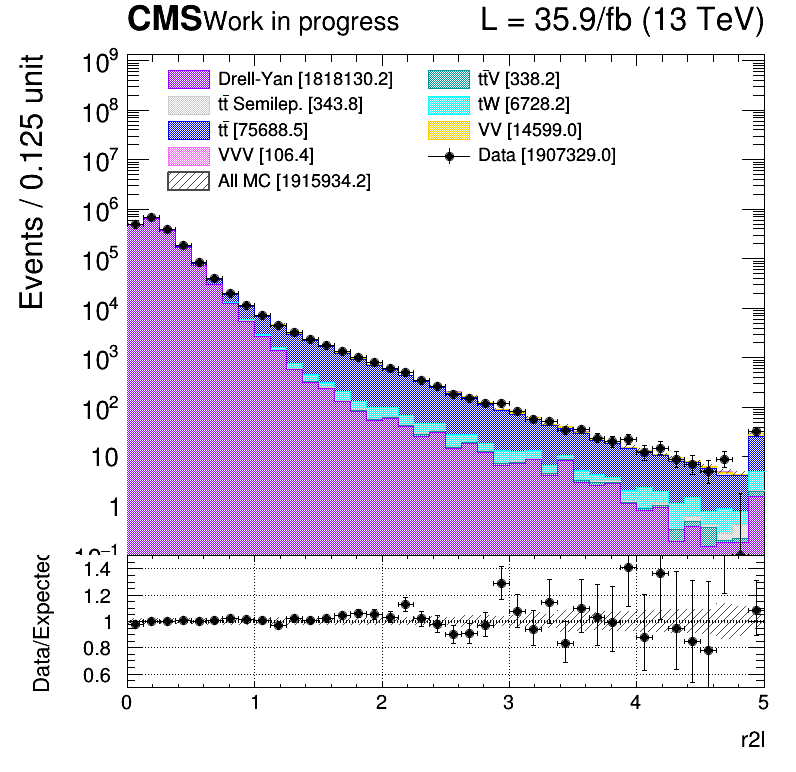 CMS Work in progress L = 35.9/fb (13 TeV)
Events / 0.125 unit
10⁹
10⁸
10⁷
10⁶
10⁵
10⁴
10³
10²
10
1
10⁻¹
Drell-Yan [1818130.2]
tt̄ Semilep. [343.8]
tt̄ [75688.5]
VVV [106.4]
All MC [1915934.2]
tt̄V [338.2]
tW [6728.2]
VV [14599.0]
Data [1907329.0]
Data/Expected
1.4
1.2
1
0.8
0.6
0 1 2 3 4 5
r2l